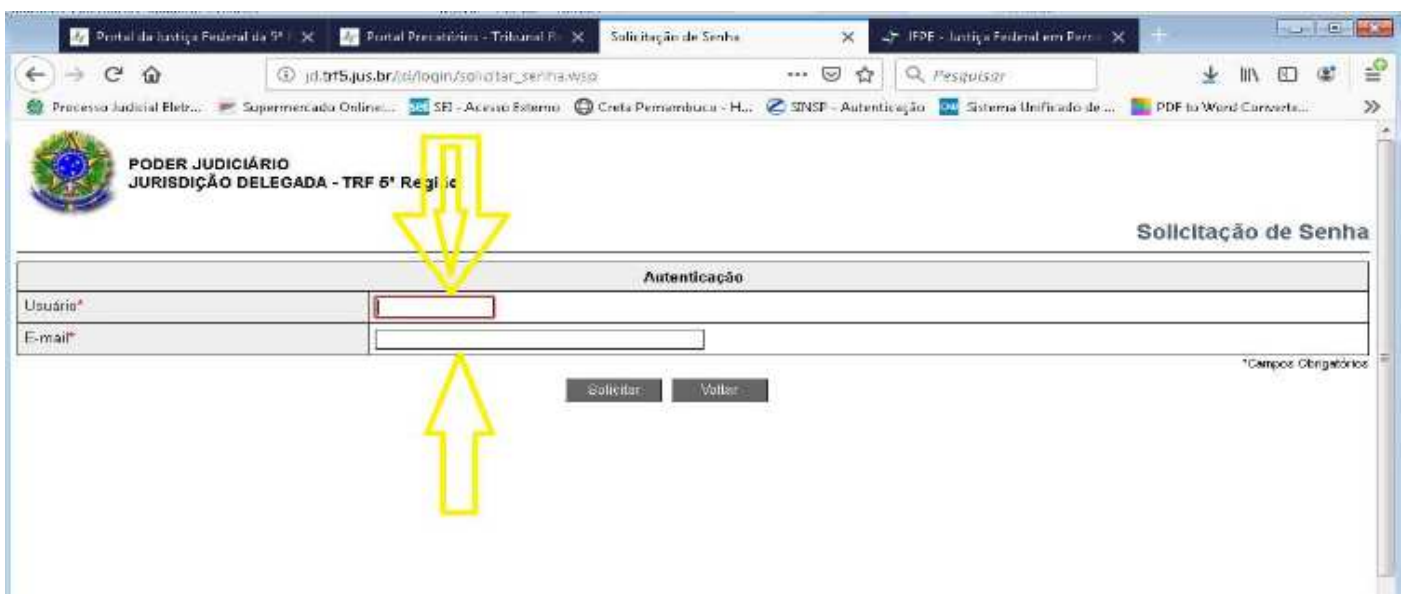 Portal da Justiça Federal da 5ª
Portal Precatórios - Tribunal R
Solicitação de Senha
JFPE - Justiça Federal em Pern
jd.trf5.jus.br/jd/login/solicitar_senha.wsp
Pesquisar
Processo Judicial Eletr...
Supermercado Online:...
SEI - Acesso Externo
Creta Pernambuco - H...
SINSP - Autenticação
Sistema Unificado de ...
PDF to Word Converte...
PODER JUDICIÁRIO
JURISDIÇÃO DELEGADA - TRF 5ª Região
Solicitação de Senha
Autenticação
Usuário*
E-mail*
*Campos Obrigatórios
Solicitar
Voltar